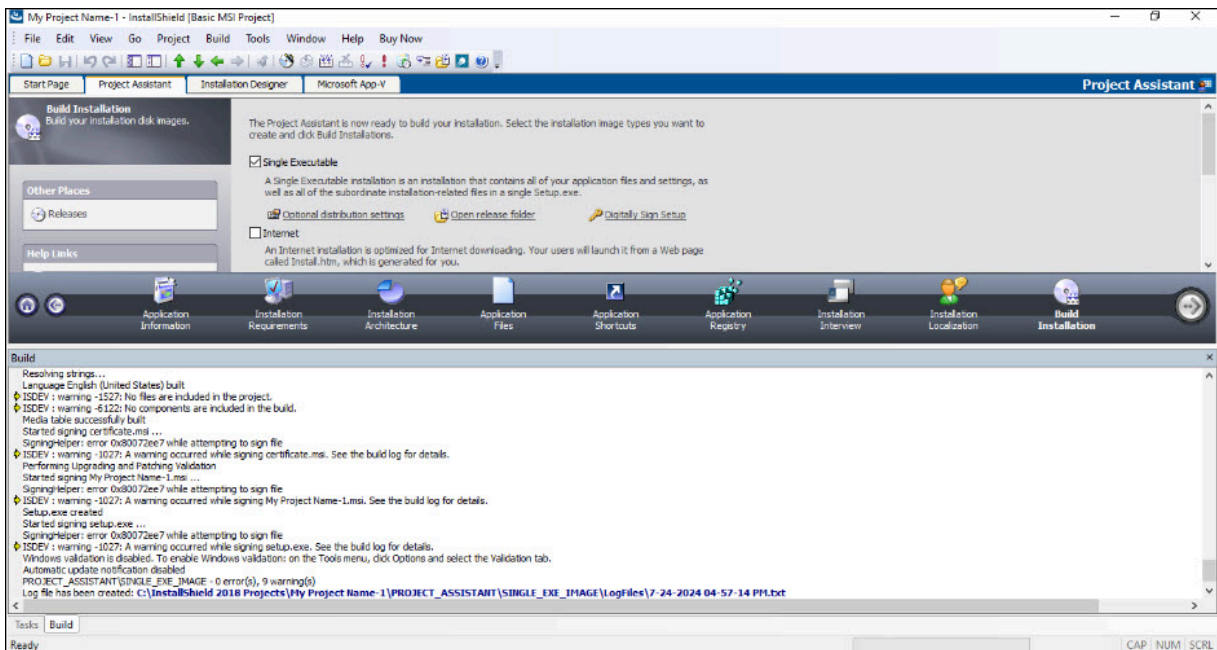 My Project Name-1 - InstallShield [Basic MSI Project]
File Edit View Go Project Build Tools Window Help Buy Now
Start Page Project Assistant Installation Designer Microsoft App-V Project Assistant
Build Installation
Build your installation disk images.
The Project Assistant is now ready to build your installation. Select the installation image types you want to
create and click Build Installations.
Single Executable
A Single Executable installation is an installation that contains all of your application files and settings, as
well as all of the subordinate installation-related files in a single Setup.exe.
Other Places
Releases
Optional distribution settings Open release folder Digitally Sign Setup
Internet
An Internet installation is optimized for Internet downloading. Your users will launch it from a Web page
called Install.htm, which is generated for you.
Help Links
Application Information
Installation Requirements
Installation Architecture
Application Files
Application Shortcuts
Application Registry
Installation Interview
Installation Localization
Build Installation
Build
Resolving strings...
Language English (United States) built
ISDEV : warning -1527: No files are included in the project.
ISDEV : warning -6122: No components are included in the build.
Media table successfully built
Started signing certificate.msi ...
SigningHelper: error 0x80072ee7 while attempting to sign file
ISDEV : warning -1027: A warning occurred while signing certificate.msi. See the build log for details.
Performing Upgrading and Patching Validation
Started signing My Project Name-1.msi ...
SigningHelper: error 0x80072ee7 while attempting to sign file
ISDEV : warning -1027: A warning occurred while signing My Project Name-1.msi. See the build log for details.
Setup.exe created
Started signing setup.exe ...
SigningHelper: error 0x80072ee7 while attempting to sign file
ISDEV : warning -1027: A warning occurred while signing setup.exe. See the build log for details.
Windows validation is disabled. To enable Windows validation: on the Tools menu, click Options and select the Validation tab.
Automatic update notification disabled
PROJECT_ASSISTANT\SINGLE_EXE_IMAGE - 0 error(s), 9 warning(s)
Log file has been created: C:\InstallShield 2018 Projects\My Project Name-1\PROJECT_ASSISTANT\SINGLE_EXE_IMAGE\LogFiles\7-24-2024 04-57-14 PM.txt
Tasks Build
Ready CAP NUM SCRL